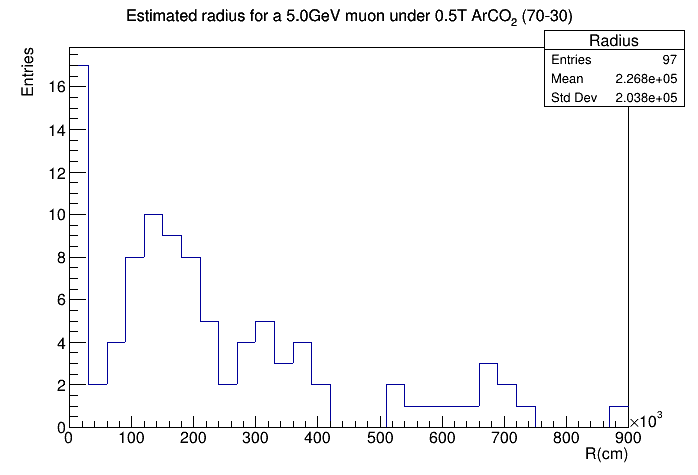 Estimated radius for a 5.0GeV muon under 0.5T ArCO2 (70-30)
Radius
Entries 97
Mean 2.268e+05
Std Dev 2.038e+05
Entries
16
14
12
10
8
6
4
2
0
0 100 200 300 400 500 600 700 800 900
×10^3
R(cm)